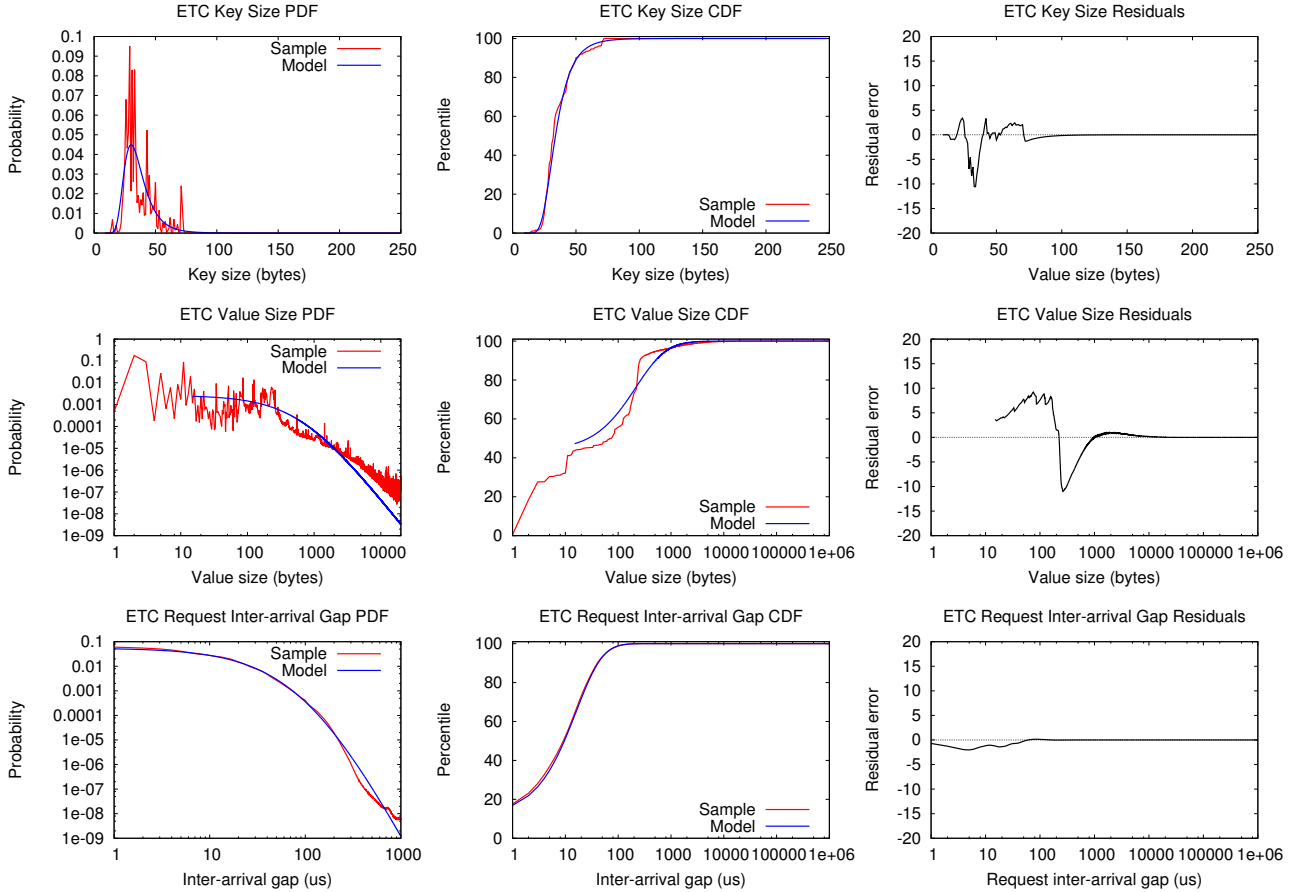 ETC Key Size PDF
0.1
0.09
0.08
0.07
0.06
0.05
0.04
0.03
0.02
0.01
0
Probability
Sample
Model
0 50 100 150 200 250
Key size (bytes)
ETC Key Size CDF
100
80
60
40
20
0
Percentile
Sample
Model
0 50 100 150 200 250
Key size (bytes)
ETC Key Size Residuals
20
15
10
5
0
-5
-10
-15
-20
Residual error
0 50 100 150 200 250
Value size (bytes)
ETC Value Size PDF
1
0.1
0.01
0.001
0.0001
1e-05
1e-06
1e-07
1e-08
1e-09
Probability
Sample
Model
1 10 100 1000 10000
Value size (bytes)
ETC Value Size CDF
100
80
60
40
20
0
Percentile
Sample
Model
1 10 100 1000 10000 100000 1e+06
Value size (bytes)
ETC Value Size Residuals
20
15
10
5
0
-5
-10
-15
-20
Residual error
1 10 100 1000 10000 100000 1e+06
Value size (bytes)
ETC Request Inter-arrival Gap PDF
0.1
0.01
0.001
0.0001
1e-05
1e-06
1e-07
1e-08
1e-09
Probability
Sample
Model
1 10 100 1000
Inter-arrival gap (us)
ETC Request Inter-arrival Gap CDF
100
80
60
40
20
0
Percentile
Sample
Model
1 10 100 1000 10000 100000 1e+06
Inter-arrival gap (us)
ETC Request Inter-arrival Gap Residuals
20
15
10
5
0
-5
-10
-15
-20
Residual error
1 10 100 1000 10000 100000 1e+06
Request inter-arrival gap (us)